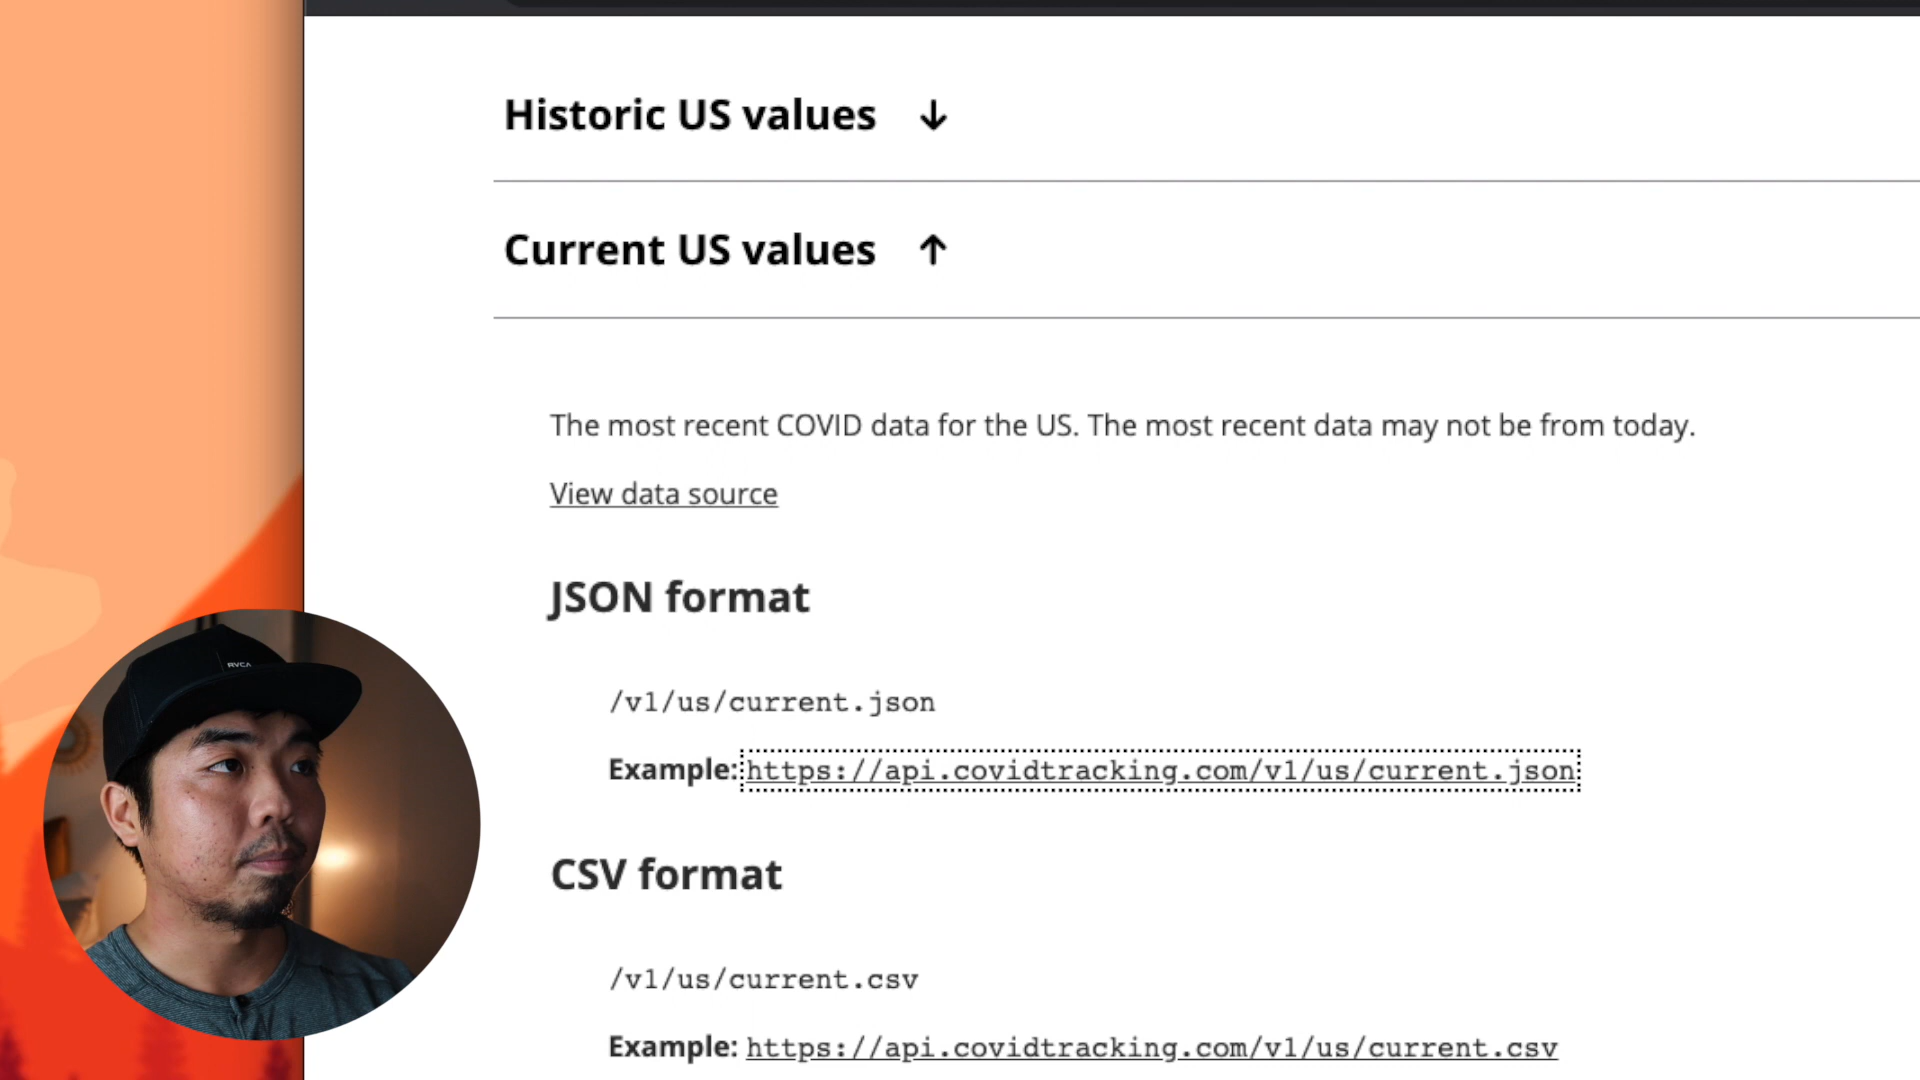 Historic US values ↓
Current US values ↑
The most recent COVID data for the US. The most recent data may not be from today.
View data source
JSON format
/v1/us/current.json
Example: https://api.covidtracking.com/v1/us/current.json
CSV format
/v1/us/current.csv
Example: https://api.covidtracking.com/v1/us/current.csv
RVCA